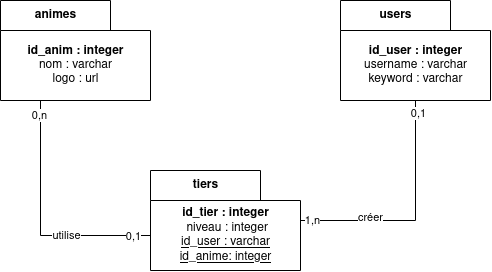 animes
id_anim : integer
nom : varchar
logo : url
users
id_user : integer
username : varchar
keyword : varchar
0,n
0,1
tiers
id_tier : integer
niveau : integer
id_user : varchar
id_anime: integer
1,n
créer
utilise
0,1